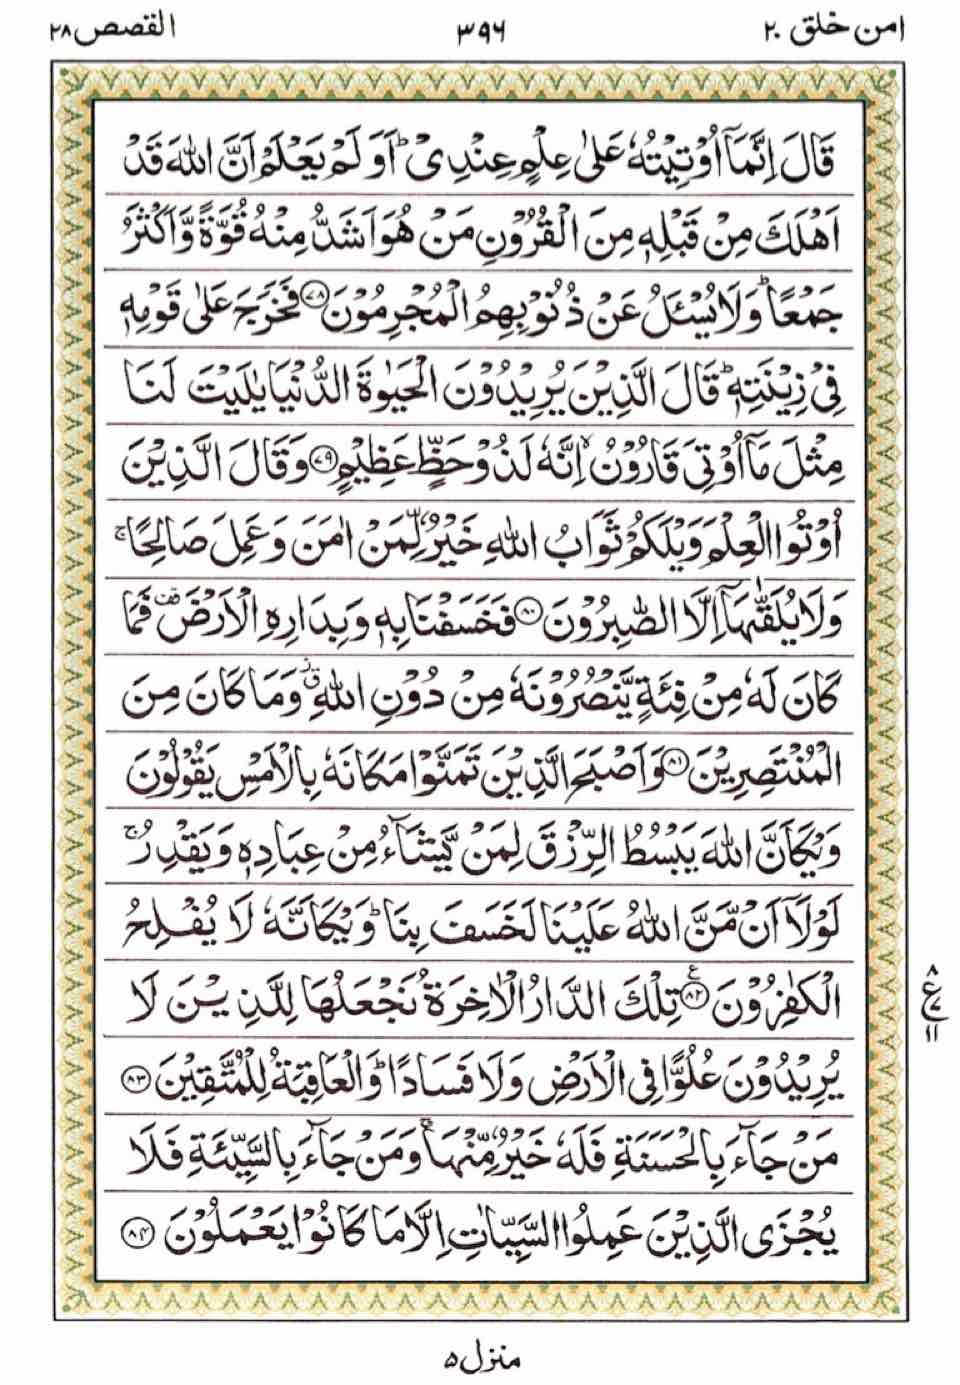 امن خلق ۲۰
۳۹۶
القصص ۲۸
قَالَ اِنَّمَاۤ اُوْتِیْتُهٗ عَلٰی عِلْمٍ عِنْدِیْ ؕ اَوَ لَمْ یَعْلَمْ اَنَّ اللّٰهَ قَدْ
اَهْلَكَ مِنْ قَبْلِهٖ مِنَ الْقُرُوْنِ مَنْ هُوَ اَشَدُّ مِنْهُ قُوَّةً وَّ اَكْثَرُ
جَمْعًا ؕ وَ لَا یُسْـَٔلُ عَنْ ذُنُوْبِهِمُ الْمُجْرِمُوْنَ ﴿۷۸﴾ فَخَرَجَ عَلٰی قَوْمِهٖ
فِیْ زِیْنَتِهٖ ؕ قَالَ الَّذِیْنَ یُرِیْدُوْنَ الْحَیٰوةَ الدُّنْیَا یٰلَیْتَ لَنَا
مِثْلَ مَاۤ اُوْتِیَ قَارُوْنُ ۙ اِنَّهٗ لَذُوْ حَظٍّ عَظِیْمٍ ﴿۷۹﴾ وَ قَالَ الَّذِیْنَ
اُوْتُوا الْعِلْمَ وَیْلَكُمْ ثَوَابُ اللّٰهِ خَیْرٌ لِّمَنْ اٰمَنَ وَ عَمِلَ صَالِحًا ۚ
وَ لَا یُلَقّٰىهَاۤ اِلَّا الصّٰبِرُوْنَ ﴿۸۰﴾ فَخَسَفْنَا بِهٖ وَ بِدَارِهِ الْاَرْضَ ۫ فَمَا
كَانَ لَهٗ مِنْ فِئَةٍ یَّنْصُرُوْنَهٗ مِنْ دُوْنِ اللّٰهِ ۗ وَ مَا كَانَ مِنَ
الْمُنْتَصِرِیْنَ ﴿۸۱﴾ وَ اَصْبَحَ الَّذِیْنَ تَمَنَّوْا مَكَانَهٗ بِالْاَمْسِ یَقُوْلُوْنَ
وَیْكَاَنَّ اللّٰهَ یَبْسُطُ الرِّزْقَ لِمَنْ یَّشَآءُ مِنْ عِبَادِهٖ وَ یَقْدِرُ ۚ
لَوْ لَاۤ اَنْ مَّنَّ اللّٰهُ عَلَیْنَا لَخَسَفَ بِنَا ؕ وَیْكَاَنَّهٗ لَا یُفْلِحُ
الْكٰفِرُوْنَ ﴿۸۲﴾ تِلْكَ الدَّارُ الْاٰخِرَةُ نَجْعَلُهَا لِلَّذِیْنَ لَا
۸
ع
۷
۱۱
یُرِیْدُوْنَ عُلُوًّا فِی الْاَرْضِ وَ لَا فَسَادًا ؕ وَ الْعَاقِبَةُ لِلْمُتَّقِیْنَ ﴿۸۳﴾
مَنْ جَآءَ بِالْحَسَنَةِ فَلَهٗ خَیْرٌ مِّنْهَا ۚ وَ مَنْ جَآءَ بِالسَّیِّئَةِ فَلَا
یُجْزَی الَّذِیْنَ عَمِلُوا السَّیِّاٰتِ اِلَّا مَا كَانُوْا یَعْمَلُوْنَ ﴿۸۴﴾
منزل ۵